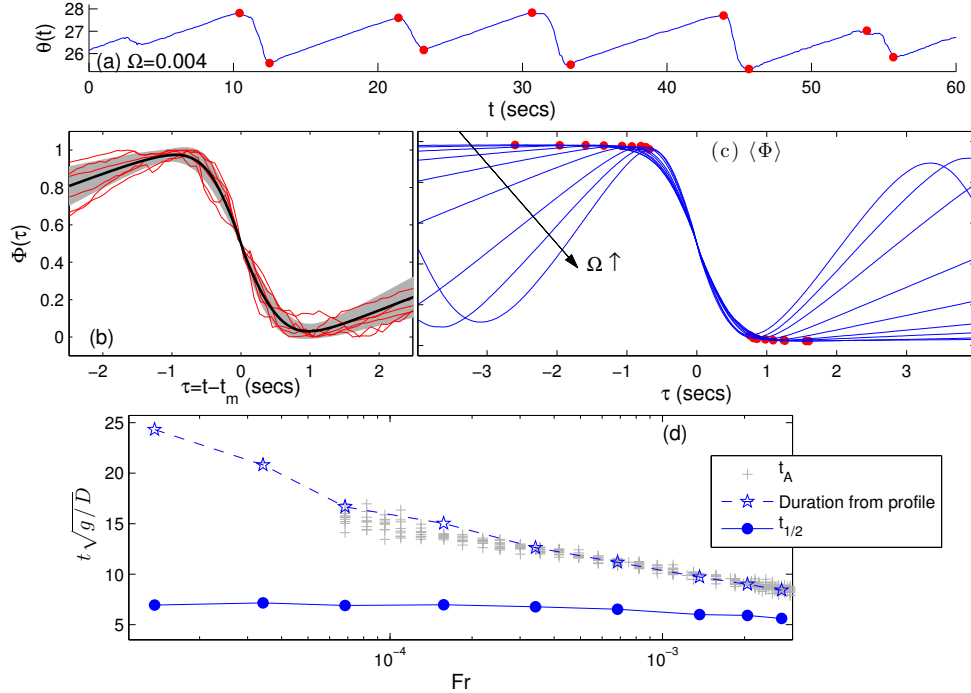 28
27
26
25
θ(t)
(a) Ω=0.004
0 10 20 30 40 50 60
t (secs)
1
0.8
0.6
0.4
0.2
0
Φ(τ)
(b)
−2 −1 0 1 2
τ=t−t_m (secs)
(c) ⟨Φ⟩
Ω ↑
−3 −2 −1 0 1 2 3
τ (secs)
25
20
15
10
5
t √g/D
(d)
t_A
Duration from profile
t_1/2
10^−4 10^−3
Fr